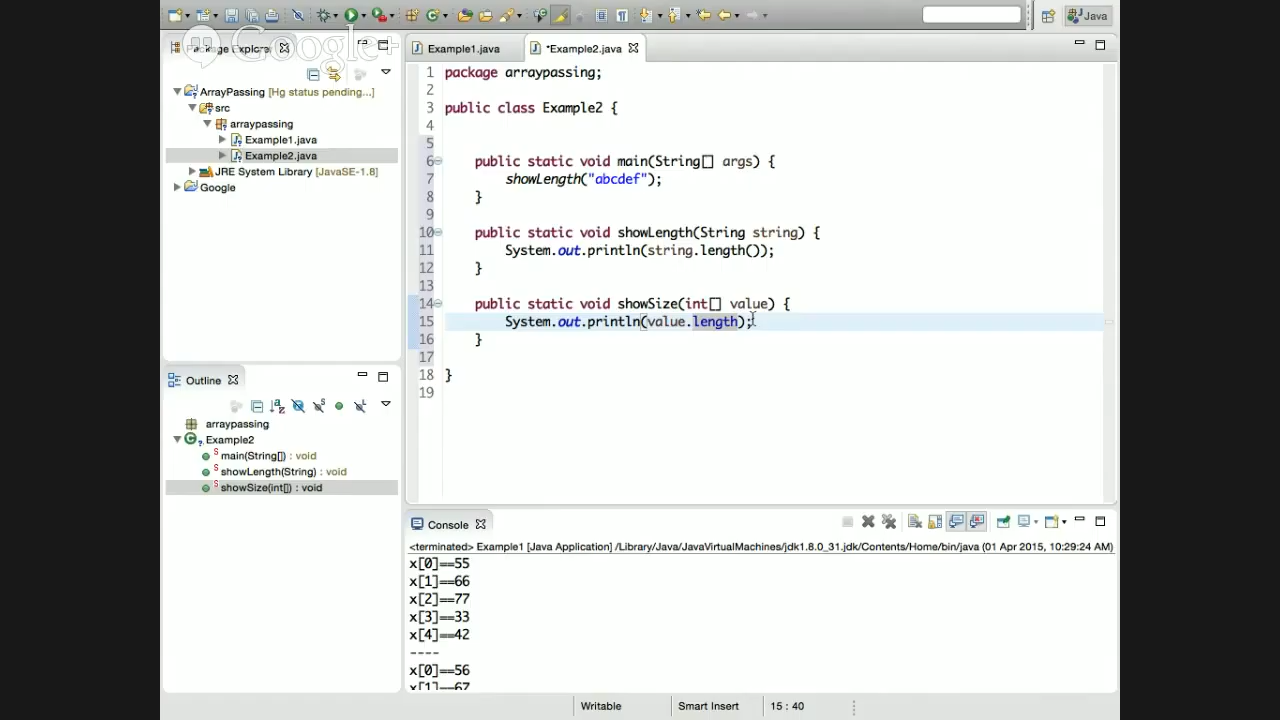 Java
Google+
Package Explorer
ArrayPassing [Hg status pending...]
src
arraypassing
Example1.java
Example2.java
JRE System Library [JavaSE-1.8]
Google
Example1.java
*Example2.java
1 package arraypassing;
2
3 public class Example2 {
4
5
6 public static void main(String[] args) {
7 showLength("abcdef");
8 }
9
10 public static void showLength(String string) {
11 System.out.println(string.length());
12 }
13
14 public static void showSize(int[] value) {
15 System.out.println(value.length);
16 }
17
18 }
19
Outline
arraypassing
Example2
main(String[]) : void
showLength(String) : void
showSize(int[]) : void
Console
<terminated> Example1 [Java Application] /Library/Java/JavaVirtualMachines/jdk1.8.0_31.jdk/Contents/Home/bin/java (01 Apr 2015, 10:29:24 AM)
x[0]==55
x[1]==66
x[2]==77
x[3]==33
x[4]==42
----
x[0]==56
x[1]==67
Writable
Smart Insert
15 : 40